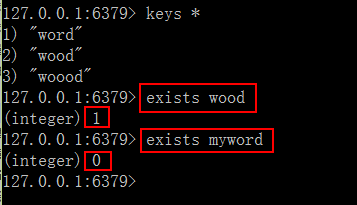 127.0.0.1:6379> keys *
1) "word"
2) "wood"
3) "woood"
127.0.0.1:6379> exists wood
(integer) 1
127.0.0.1:6379> exists myword
(integer) 0
127.0.0.1:6379>